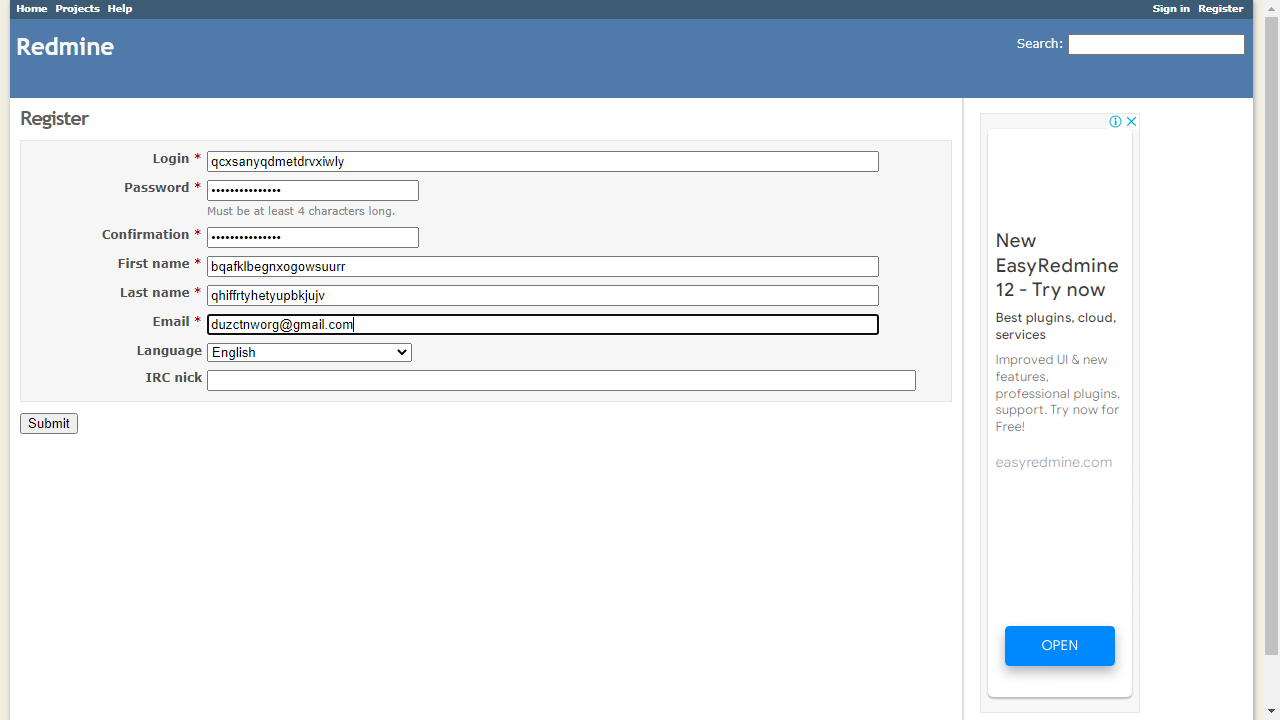 Home Projects Help Sign in Register
Redmine
Search:
Register
Login * qcxsanyqdmetdrvxiwly
Password * •••••••••••••••
Must be at least 4 characters long.
Confirmation * •••••••••••••••
First name * bqafklbegnxogowsuurr
Last name * qhiffrtyhetyupbkjujv
Email * duzctnworg@gmail.com
Language English
IRC nick
Submit
New
EasyRedmine
12 - Try now
Best plugins, cloud,
services
Improved UI & new
features,
professional plugins,
support. Try now for
Free!
easyredmine.com
OPEN